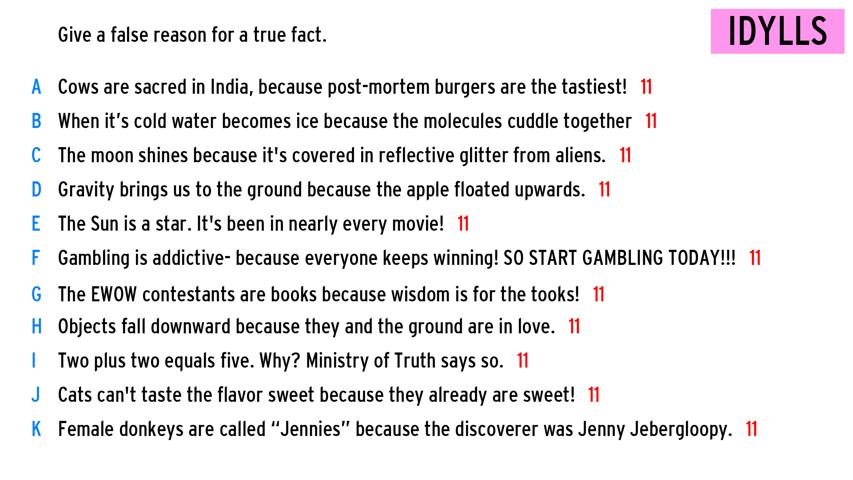 Give a false reason for a true fact.
IDYLLS
A Cows are sacred in India, because post-mortem burgers are the tastiest! 11
B When it’s cold water becomes ice because the molecules cuddle together 11
C The moon shines because it's covered in reflective glitter from aliens. 11
D Gravity brings us to the ground because the apple floated upwards. 11
E The Sun is a star. It's been in nearly every movie! 11
F Gambling is addictive- because everyone keeps winning! SO START GAMBLING TODAY!!! 11
G The EWOW contestants are books because wisdom is for the tooks! 11
H Objects fall downward because they and the ground are in love. 11
I Two plus two equals five. Why? Ministry of Truth says so. 11
J Cats can't taste the flavor sweet because they already are sweet! 11
K Female donkeys are called “Jennies” because the discoverer was Jenny Jebergloopy. 11